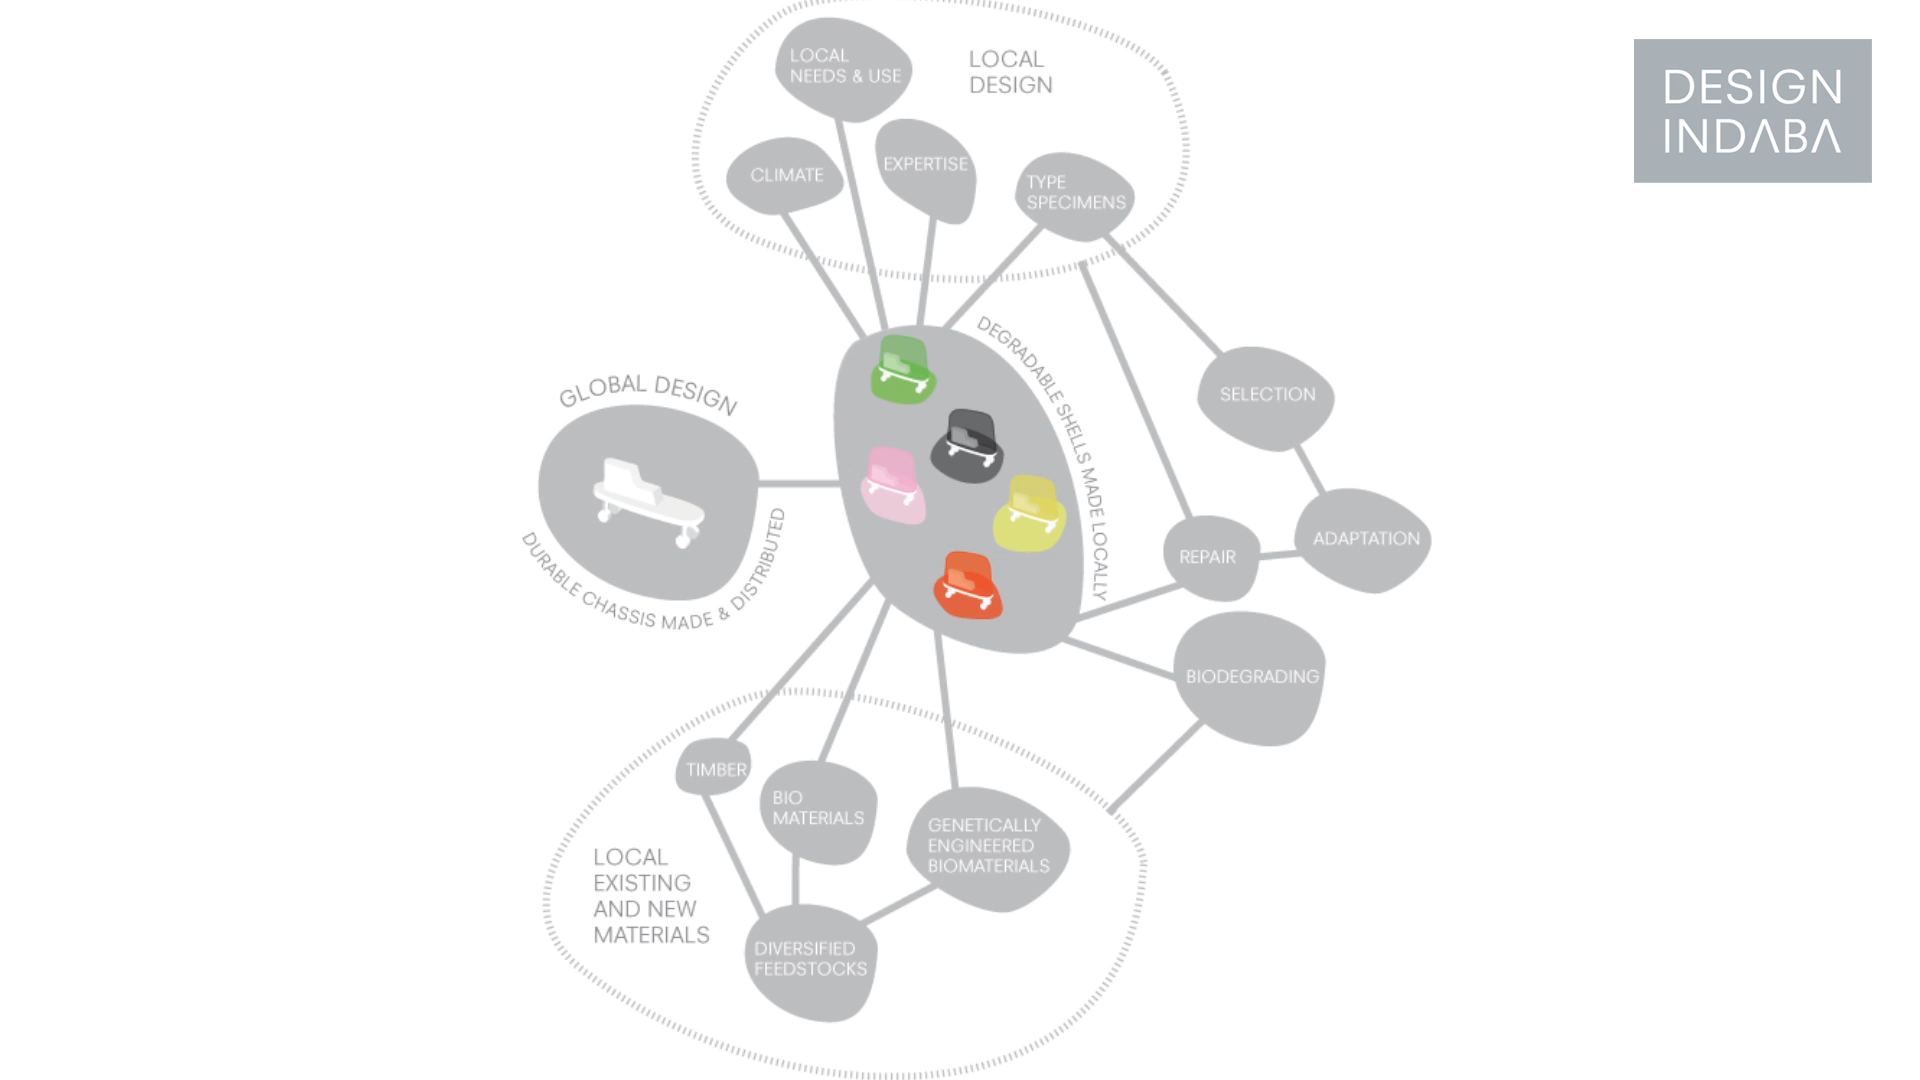 LOCAL
NEEDS & USE
LOCAL
DESIGN
DESIGN
INDABA
CLIMATE
EXPERTISE
TYPE
SPECIMENS
DEGRADABLE SHELLS MADE LOCALLY
GLOBAL DESIGN
DURABLE CHASSIS MADE & DISTRIBUTED
SELECTION
ADAPTATION
REPAIR
BIODEGRADING
TIMBER
BIO
MATERIALS
GENETICALLY
ENGINEERED
BIOMATERIALS
LOCAL
EXISTING
AND NEW
MATERIALS
DIVERSIFIED
FEEDSTOCKS